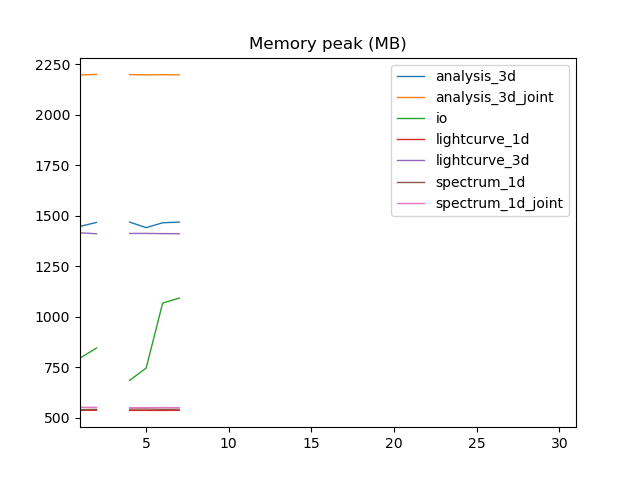 Memory peak (MB)
2250
2000
1750
1500
1250
1000
750
500
5
10
15
20
25
30
analysis_3d
analysis_3d_joint
io
lightcurve_1d
lightcurve_3d
spectrum_1d
spectrum_1d_joint